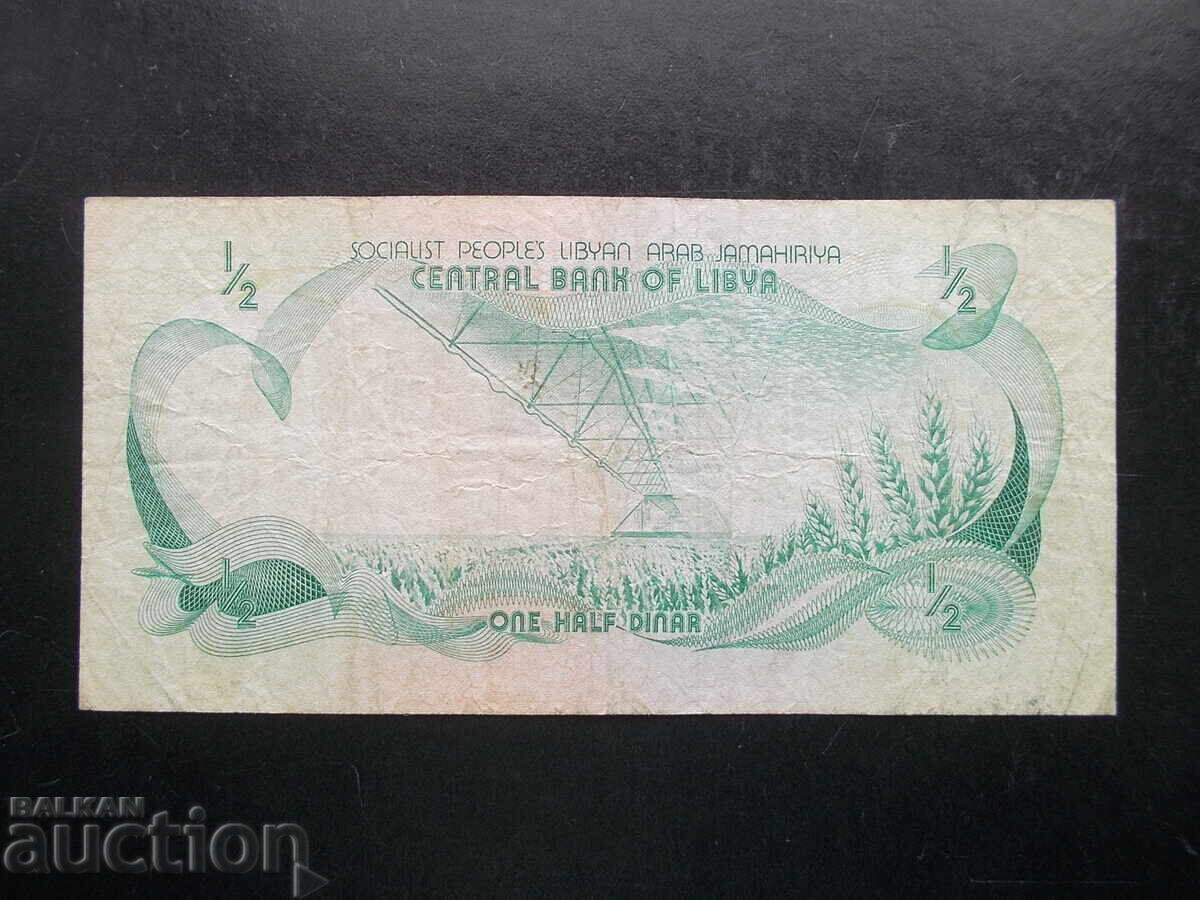 1/2
SOCIALIST PEOPLE'S LIBYAN ARAB JAMAHIRIYA
1/2
CENTRAL BANK OF LIBYA
1/2
1/2
ONE HALF DINAR
BALKAN
auction